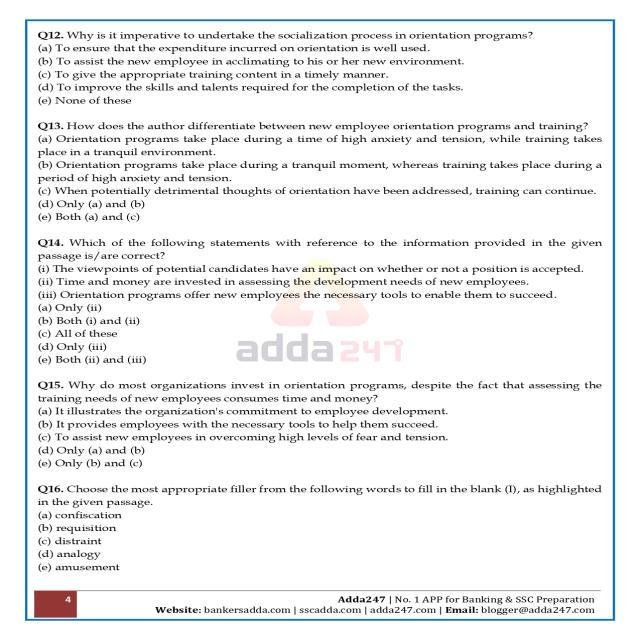 Q12. Why is it imperative to undertake the socialization process in orientation programs?
(a) To ensure that the expenditure incurred on orientation is well used.
(b) To assist the new employee in acclimating to his or her new environment.
(c) To give the appropriate training content in a timely manner.
(d) To improve the skills and talents required for the completion of the tasks.
(e) None of these
Q13. How does the author differentiate between new employee orientation programs and training?
(a) Orientation programs take place during a time of high anxiety and tension, while training takes
place in a tranquil environment.
(b) Orientation programs take place during a tranquil moment, whereas training takes place during a
period of high anxiety and tension.
(c) When potentially detrimental thoughts of orientation have been addressed, training can continue.
(d) Only (a) and (b)
(e) Both (a) and (c)
Q14. Which of the following statements with reference to the information provided in the given
passage is/are correct?
(i) The viewpoints of potential candidates have an impact on whether or not a position is accepted.
(ii) Time and money are invested in assessing the development needs of new employees.
(iii) Orientation programs offer new employees the necessary tools to enable them to succeed.
(a) Only (ii)
(b) Both (i) and (ii)
(c) All of these
(d) Only (iii)
(e) Both (ii) and (iii)
adda247
Q15. Why do most organizations invest in orientation programs, despite the fact that assessing the
training needs of new employees consumes time and money?
(a) It illustrates the organization's commitment to employee development.
(b) It provides employees with the necessary tools to help them succeed.
(c) To assist new employees in overcoming high levels of fear and tension.
(d) Only (a) and (b)
(e) Only (b) and (c)
Q16. Choose the most appropriate filler from the following words to fill in the blank (I), as highlighted
in the given passage.
(a) confiscation
(b) requisition
(c) distraint
(d) analogy
(e) amusement
4
Adda247 | No. 1 APP for Banking & SSC Preparation
Website: bankersadda.com | sscadda.com | adda247.com | Email: blogger@adda247.com